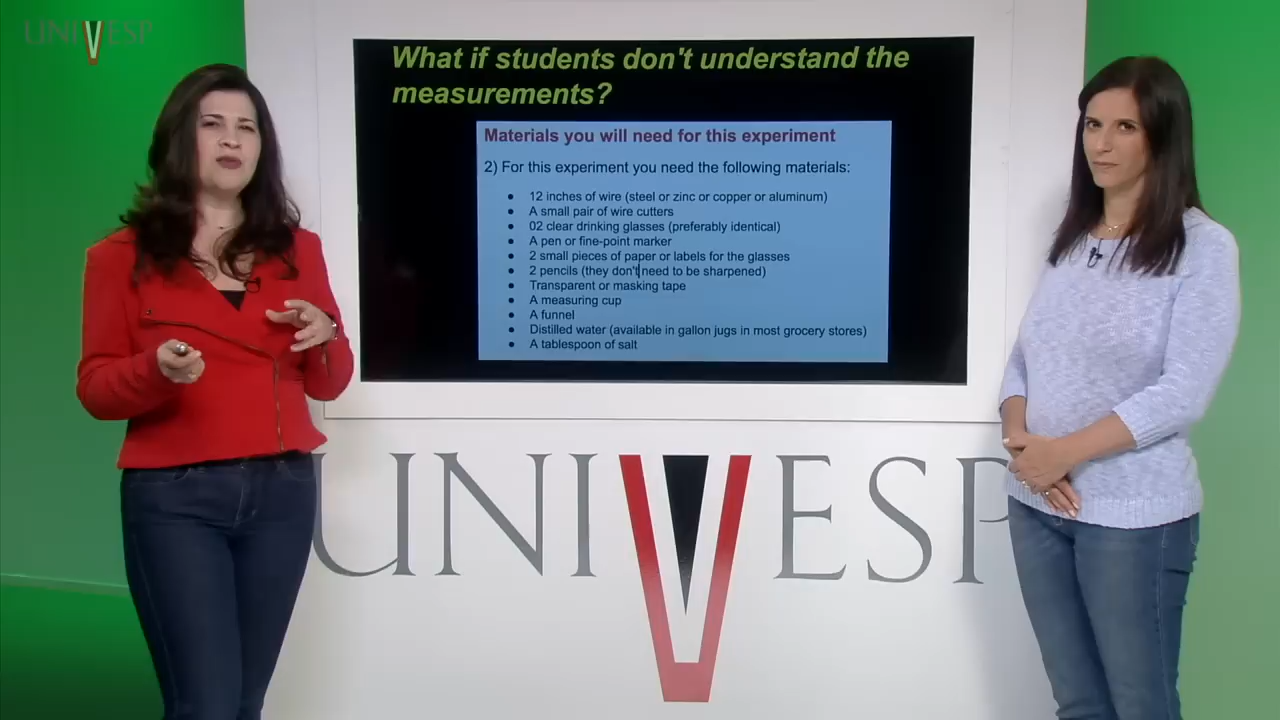 UNIVESP
What if students don't understand the
measurements?
Materials you will need for this experiment
2) For this experiment you need the following materials:
• 12 inches of wire (steel or zinc or copper or aluminum)
• A small pair of wire cutters
• 02 clear drinking glasses (preferably identical)
• A pen or fine-point marker
• 2 small pieces of paper or labels for the glasses
• 2 pencils (they don't need to be sharpened)
• Transparent or masking tape
• A measuring cup
• A funnel
• Distilled water (available in gallon jugs in most grocery stores)
• A tablespoon of salt
UNIVESP